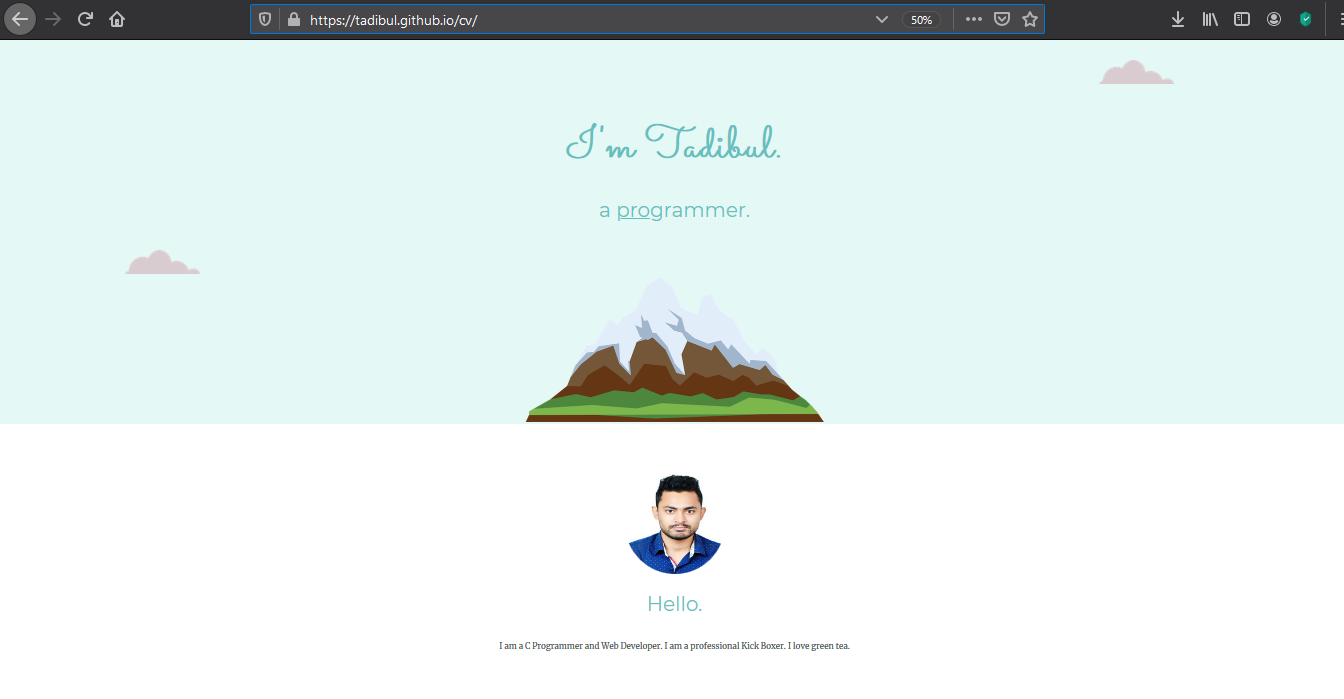 https://tadibul.github.io/cv/
50%
I'm Tadibul.
a programmer.
Hello.
I am a C Programmer and Web Developer. I am a professional Kick Boxer. I love green tea.